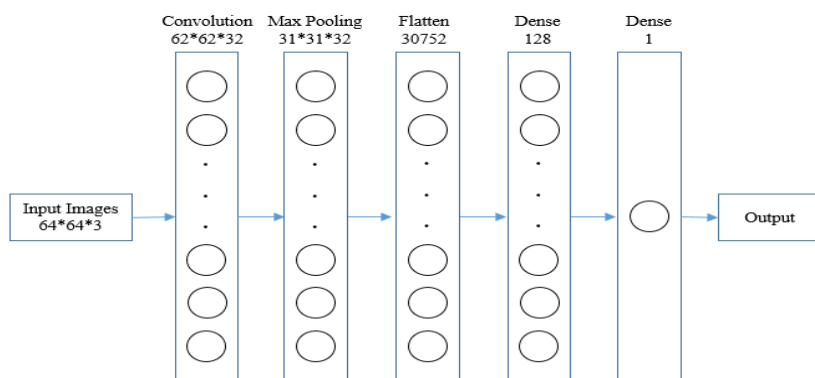 Convolution
62*62*32
Max Pooling
31*31*32
Flatten
30752
Dense
128
Dense
1
Input Images
64*64*3
Output